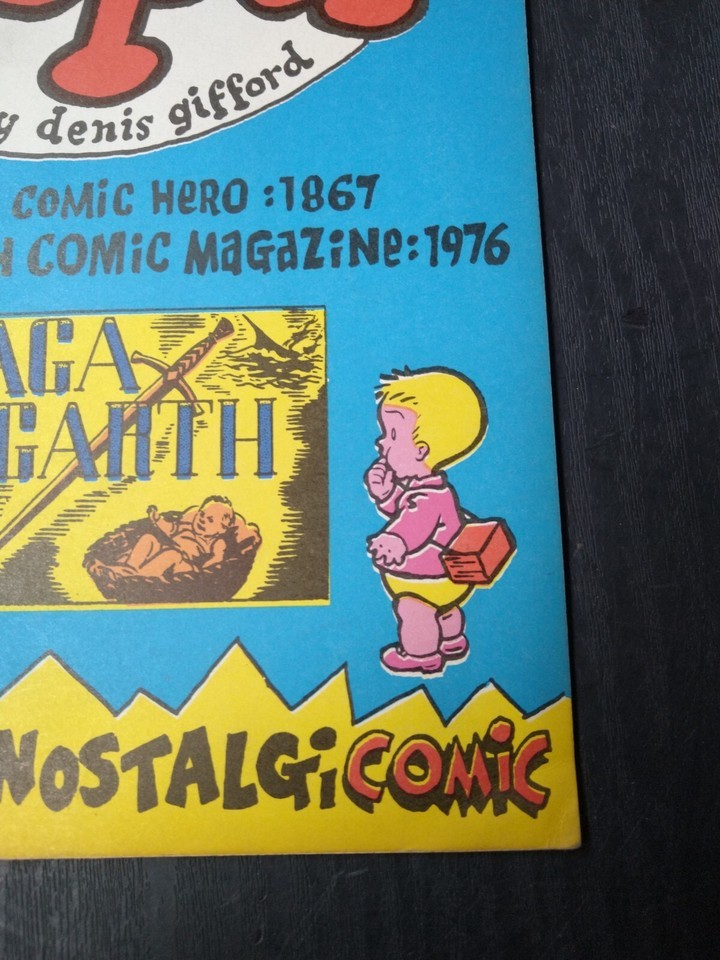 y denis gifford
COMiC HeRO :1867
COMiC MaGaZiNe:1976
AGA
GARTH
NOSTALGiCOMiC